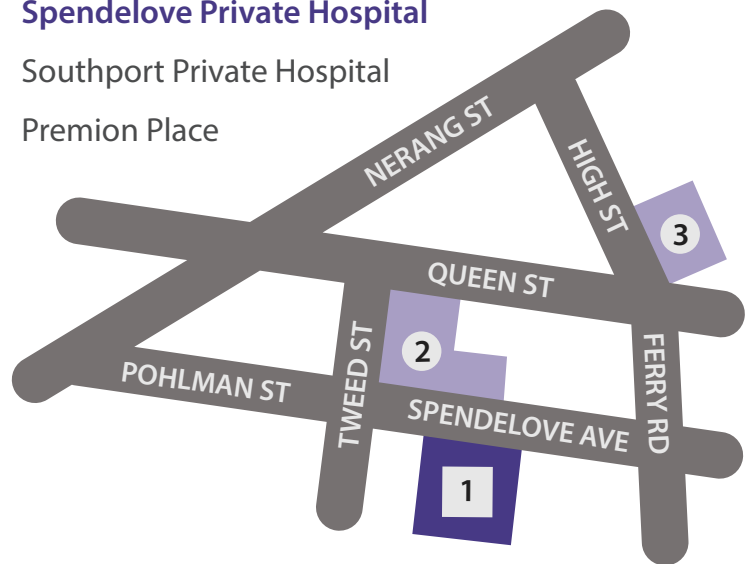 Spendelove Private Hospital
Southport Private Hospital
Premion Place
NERANG ST
HIGH ST
3
QUEEN ST
2
TWEED ST
FERRY RD
POHLMAN ST
SPENDELOVE AVE
1